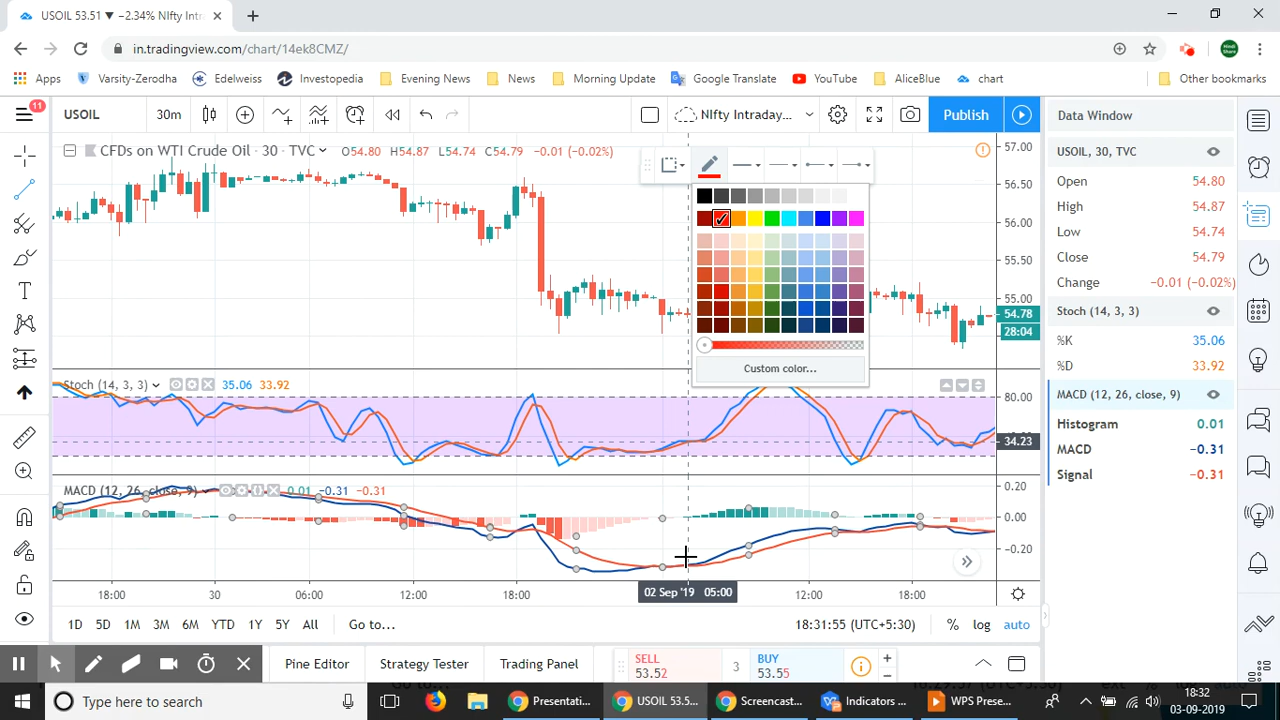 USOIL 53.51 ▼ −2.34% NIfty Intr
in.tradingview.com/chart/14ek8CMZ/
Apps Varsity-Zerodha Edelweiss Investopedia Evening News News Morning Update Google Translate YouTube AliceBlue chart Other bookmarks
11
USOIL 30m NIfty Intraday... Publish
Data Window
CFDs on WTI Crude Oil · 30 · TVC O54.80 H54.87 L54.74 C54.79 −0.01 (−0.02%)
57.00
56.50
56.00
55.50
55.00
54.78
28:04
Custom color...
USOIL, 30, TVC
Open 54.80
High 54.87
Low 54.74
Close 54.79
Change −0.01 (−0.02%)
Stoch (14, 3, 3)
%K 35.06
%D 33.92
MACD (12, 26, close, 9)
Histogram 0.01
MACD −0.31
Signal −0.31
Stoch (14, 3, 3) 35.06 33.92
80.00
34.23
MACD (12, 26, close, 9) 0.01 −0.31 −0.31
0.20
0.00
−0.20
18:00 30 06:00 12:00 18:00 02 Sep '19 05:00 12:00 18:00
1D 5D 1M 3M 6M YTD 1Y 5Y All Go to... 18:31:55 (UTC+5:30) % log auto
Pine Editor Strategy Tester Trading Panel
SELL
53.52
3
BUY
53.55
Type here to search
Presentati... USOIL 53.5... Screencast... Indicators ... WPS Prese...
18:32
03-09-2019